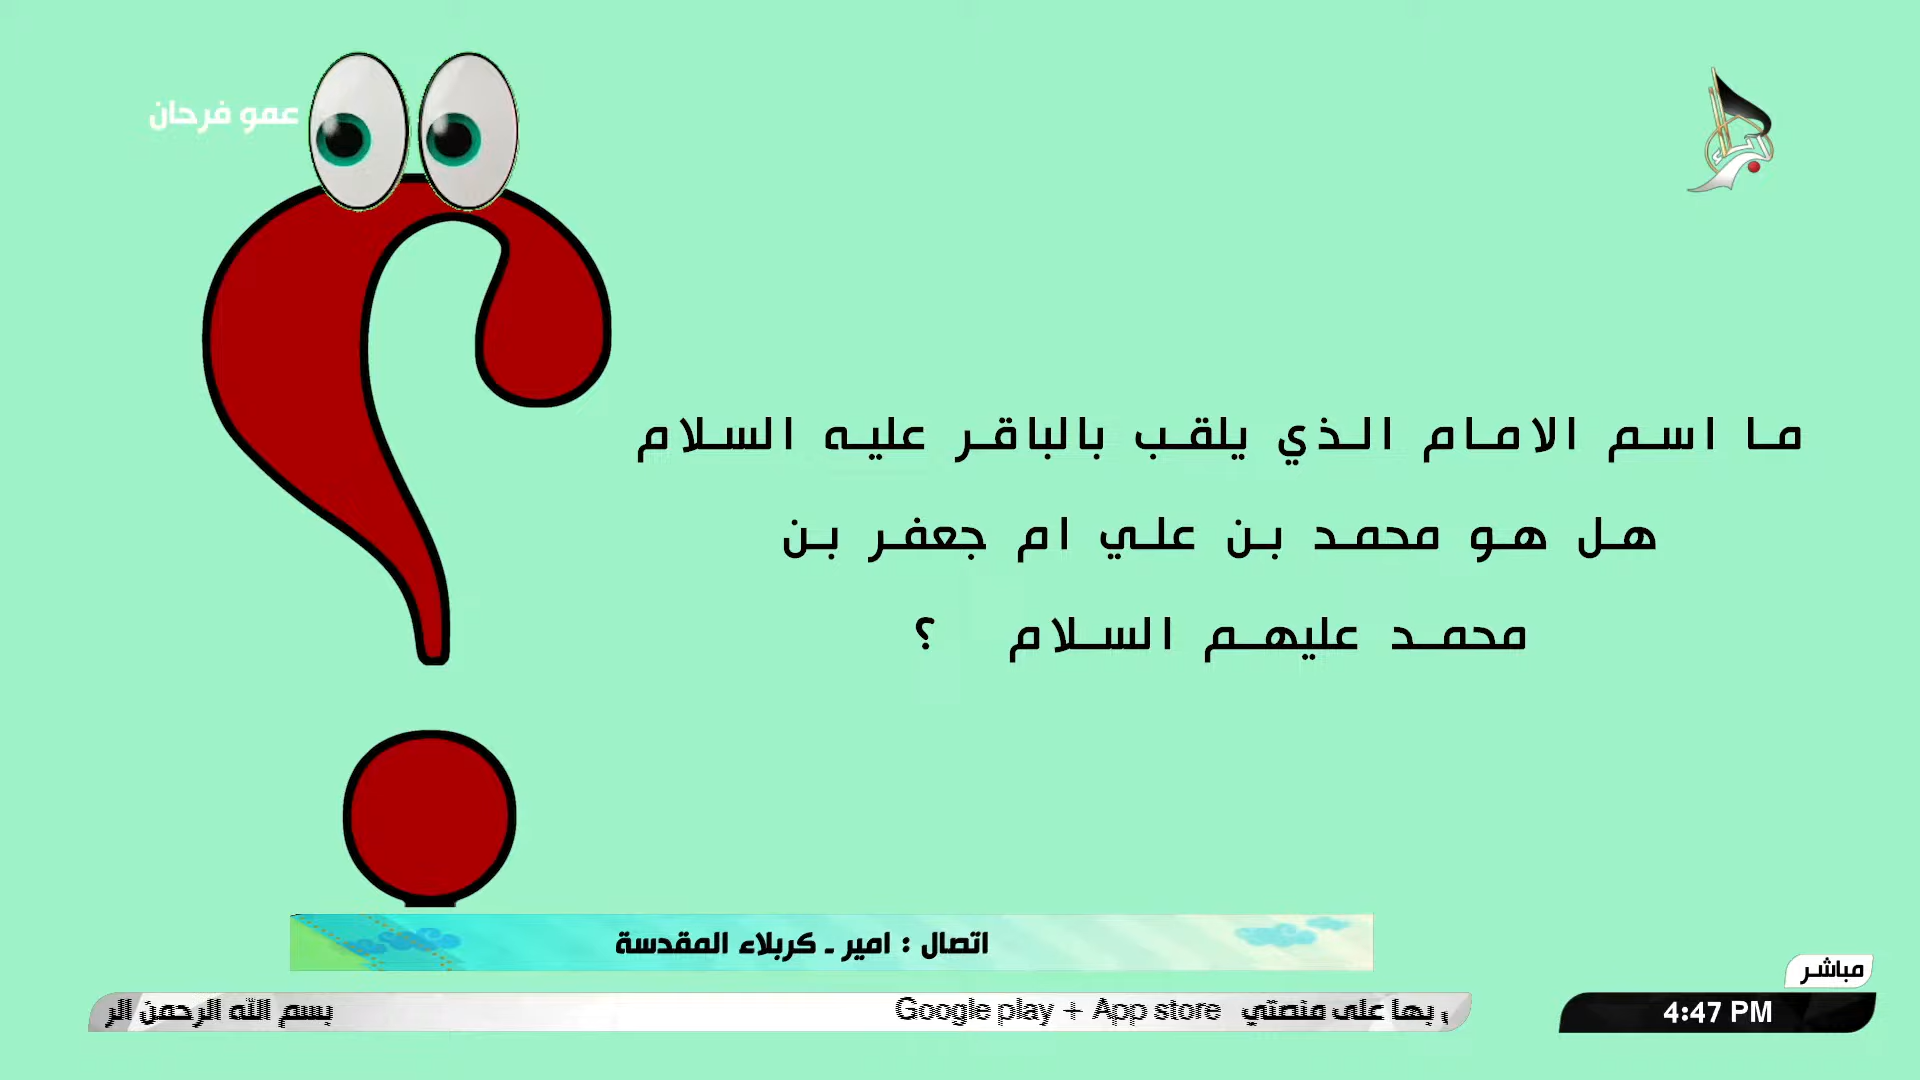 عمو فرحان
كربلاء
ما اسم الامام الذي يلقب بالباقر عليه السلام
هل هو محمد بن علي ام جعفر بن
محمد عليهم السلام ؟
اتصال : امير - كربلاء المقدسة
مباشر
بها على منصتي Google play + App store
بسم الله الرحمن الر
4:47 PM